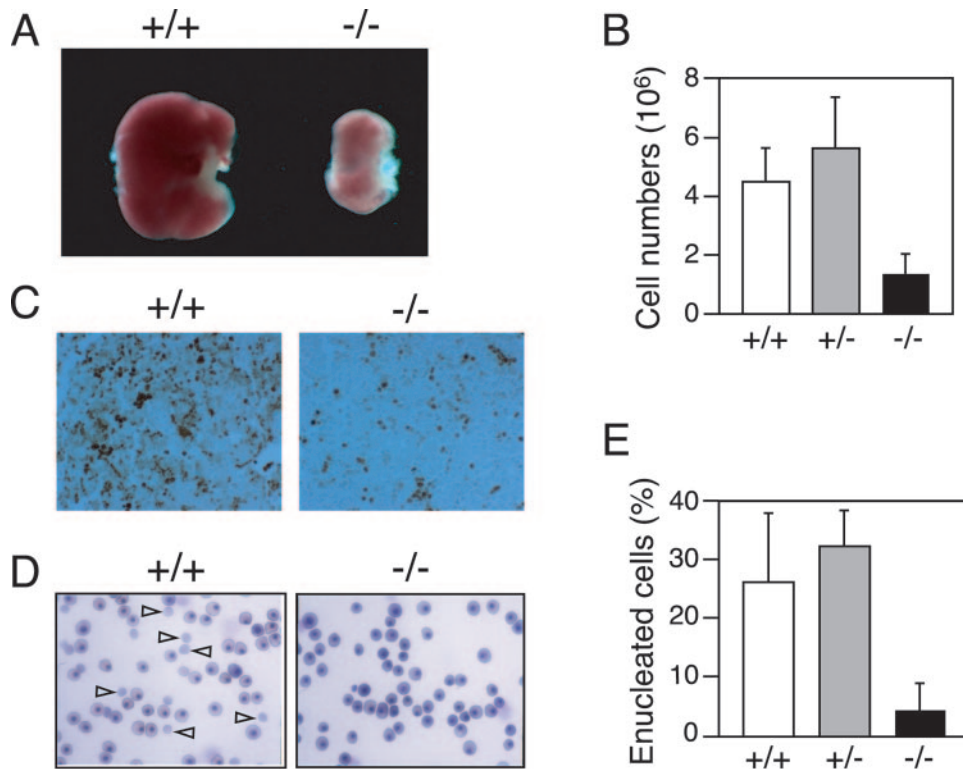 A
+/+ -/-
B
Cell numbers (10⁶)
8
6
4
2
0
+/+ +/- -/-
C
+/+ -/-
D
+/+ -/-
E
Enucleated cells (%)
40
30
20
10
0
+/+ +/- -/-